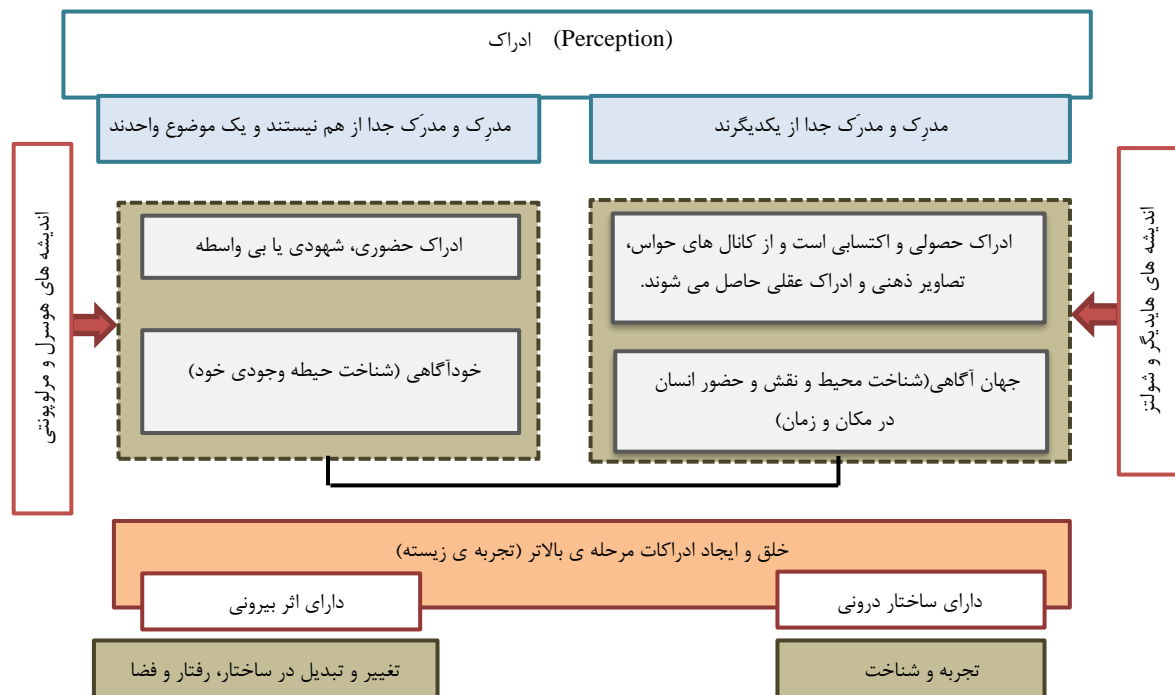 ادراک (Perception)
مدرِک و مدرَک جدا از یکدیگرند
مدرِک و مدرَک جدا از هم نیستند و یک موضوع واحدند
اندیشه های هایدیگر و شولتز
ادراک حصولی و اکتسابی است و از کانال های حواس،
تصاویر ذهنی و ادراک عقلی حاصل می شوند.
جهان آگاهی(شناخت محیط و نقش و حضور انسان
در مکان و زمان)
ادراک حضوری، شهودی یا بی واسطه
خودآگاهی (شناخت حیطه وجودی خود)
اندیشه های هوسرل و مرلوپونتی
خلق و ایجاد ادراکات مرحله ی بالاتر (تجربه ی زیسته)
دارای ساختار درونی
دارای اثر بیرونی
تجربه و شناخت
تغییر و تبدیل در ساختار، رفتار و فضا